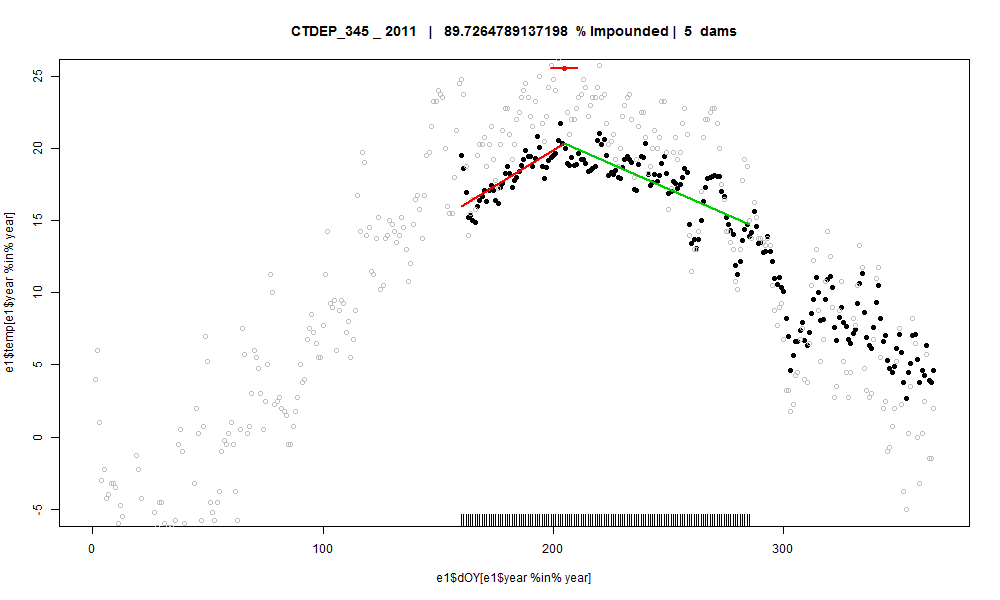 CTDEP_345 _ 2011 | 89.7264789137198 % Impounded | 5 dams
e1$temp[e1$year %in% year]
25
20
15
10
5
0
-5
0 100 200 300
e1$dOY[e1$year %in% year]